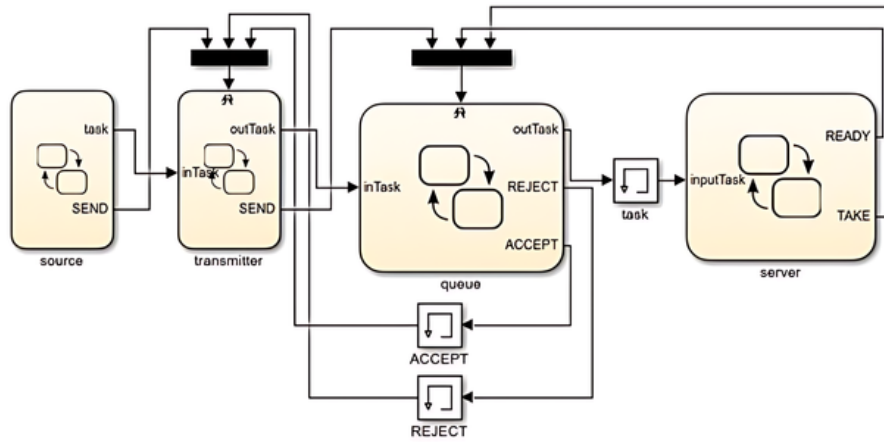 task
SEND
source
inTask
outTask
SEND
transmitter
inTask
outTask
REJECT
ACCEPT
queue
task
inputTask
READY
TAKE
server
ACCEPT
REJECT